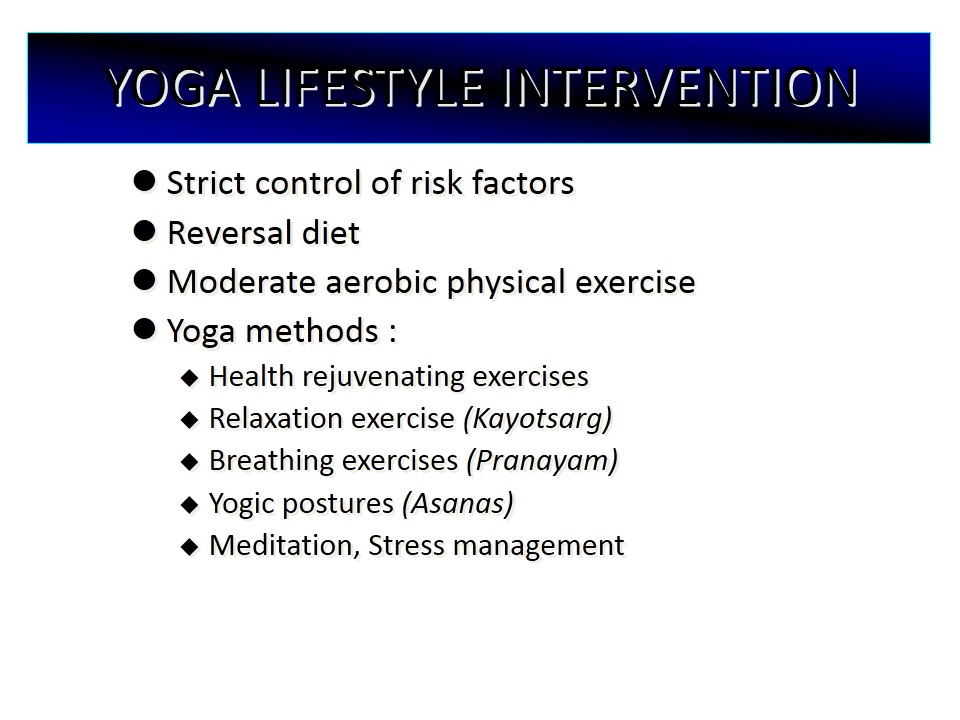 YOGA LIFESTYLE INTERVENTION
● Strict control of risk factors
● Reversal diet
● Moderate aerobic physical exercise
● Yoga methods :
◆ Health rejuvenating exercises
◆ Relaxation exercise (Kayotsarg)
◆ Breathing exercises (Pranayam)
◆ Yogic postures (Asanas)
◆ Meditation, Stress management